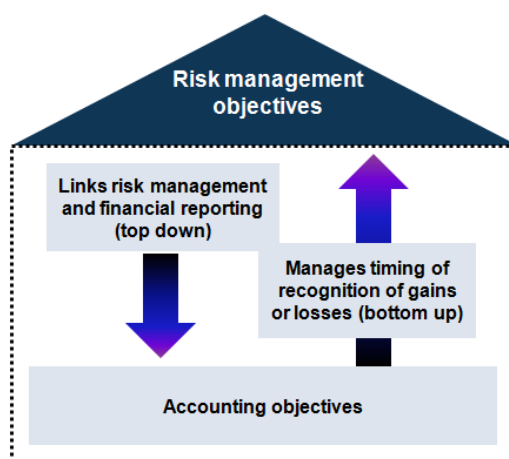 Risk management
objectives
Links risk management
and financial reporting
(top down)
Manages timing of
recognition of gains
or losses (bottom up)
Accounting objectives